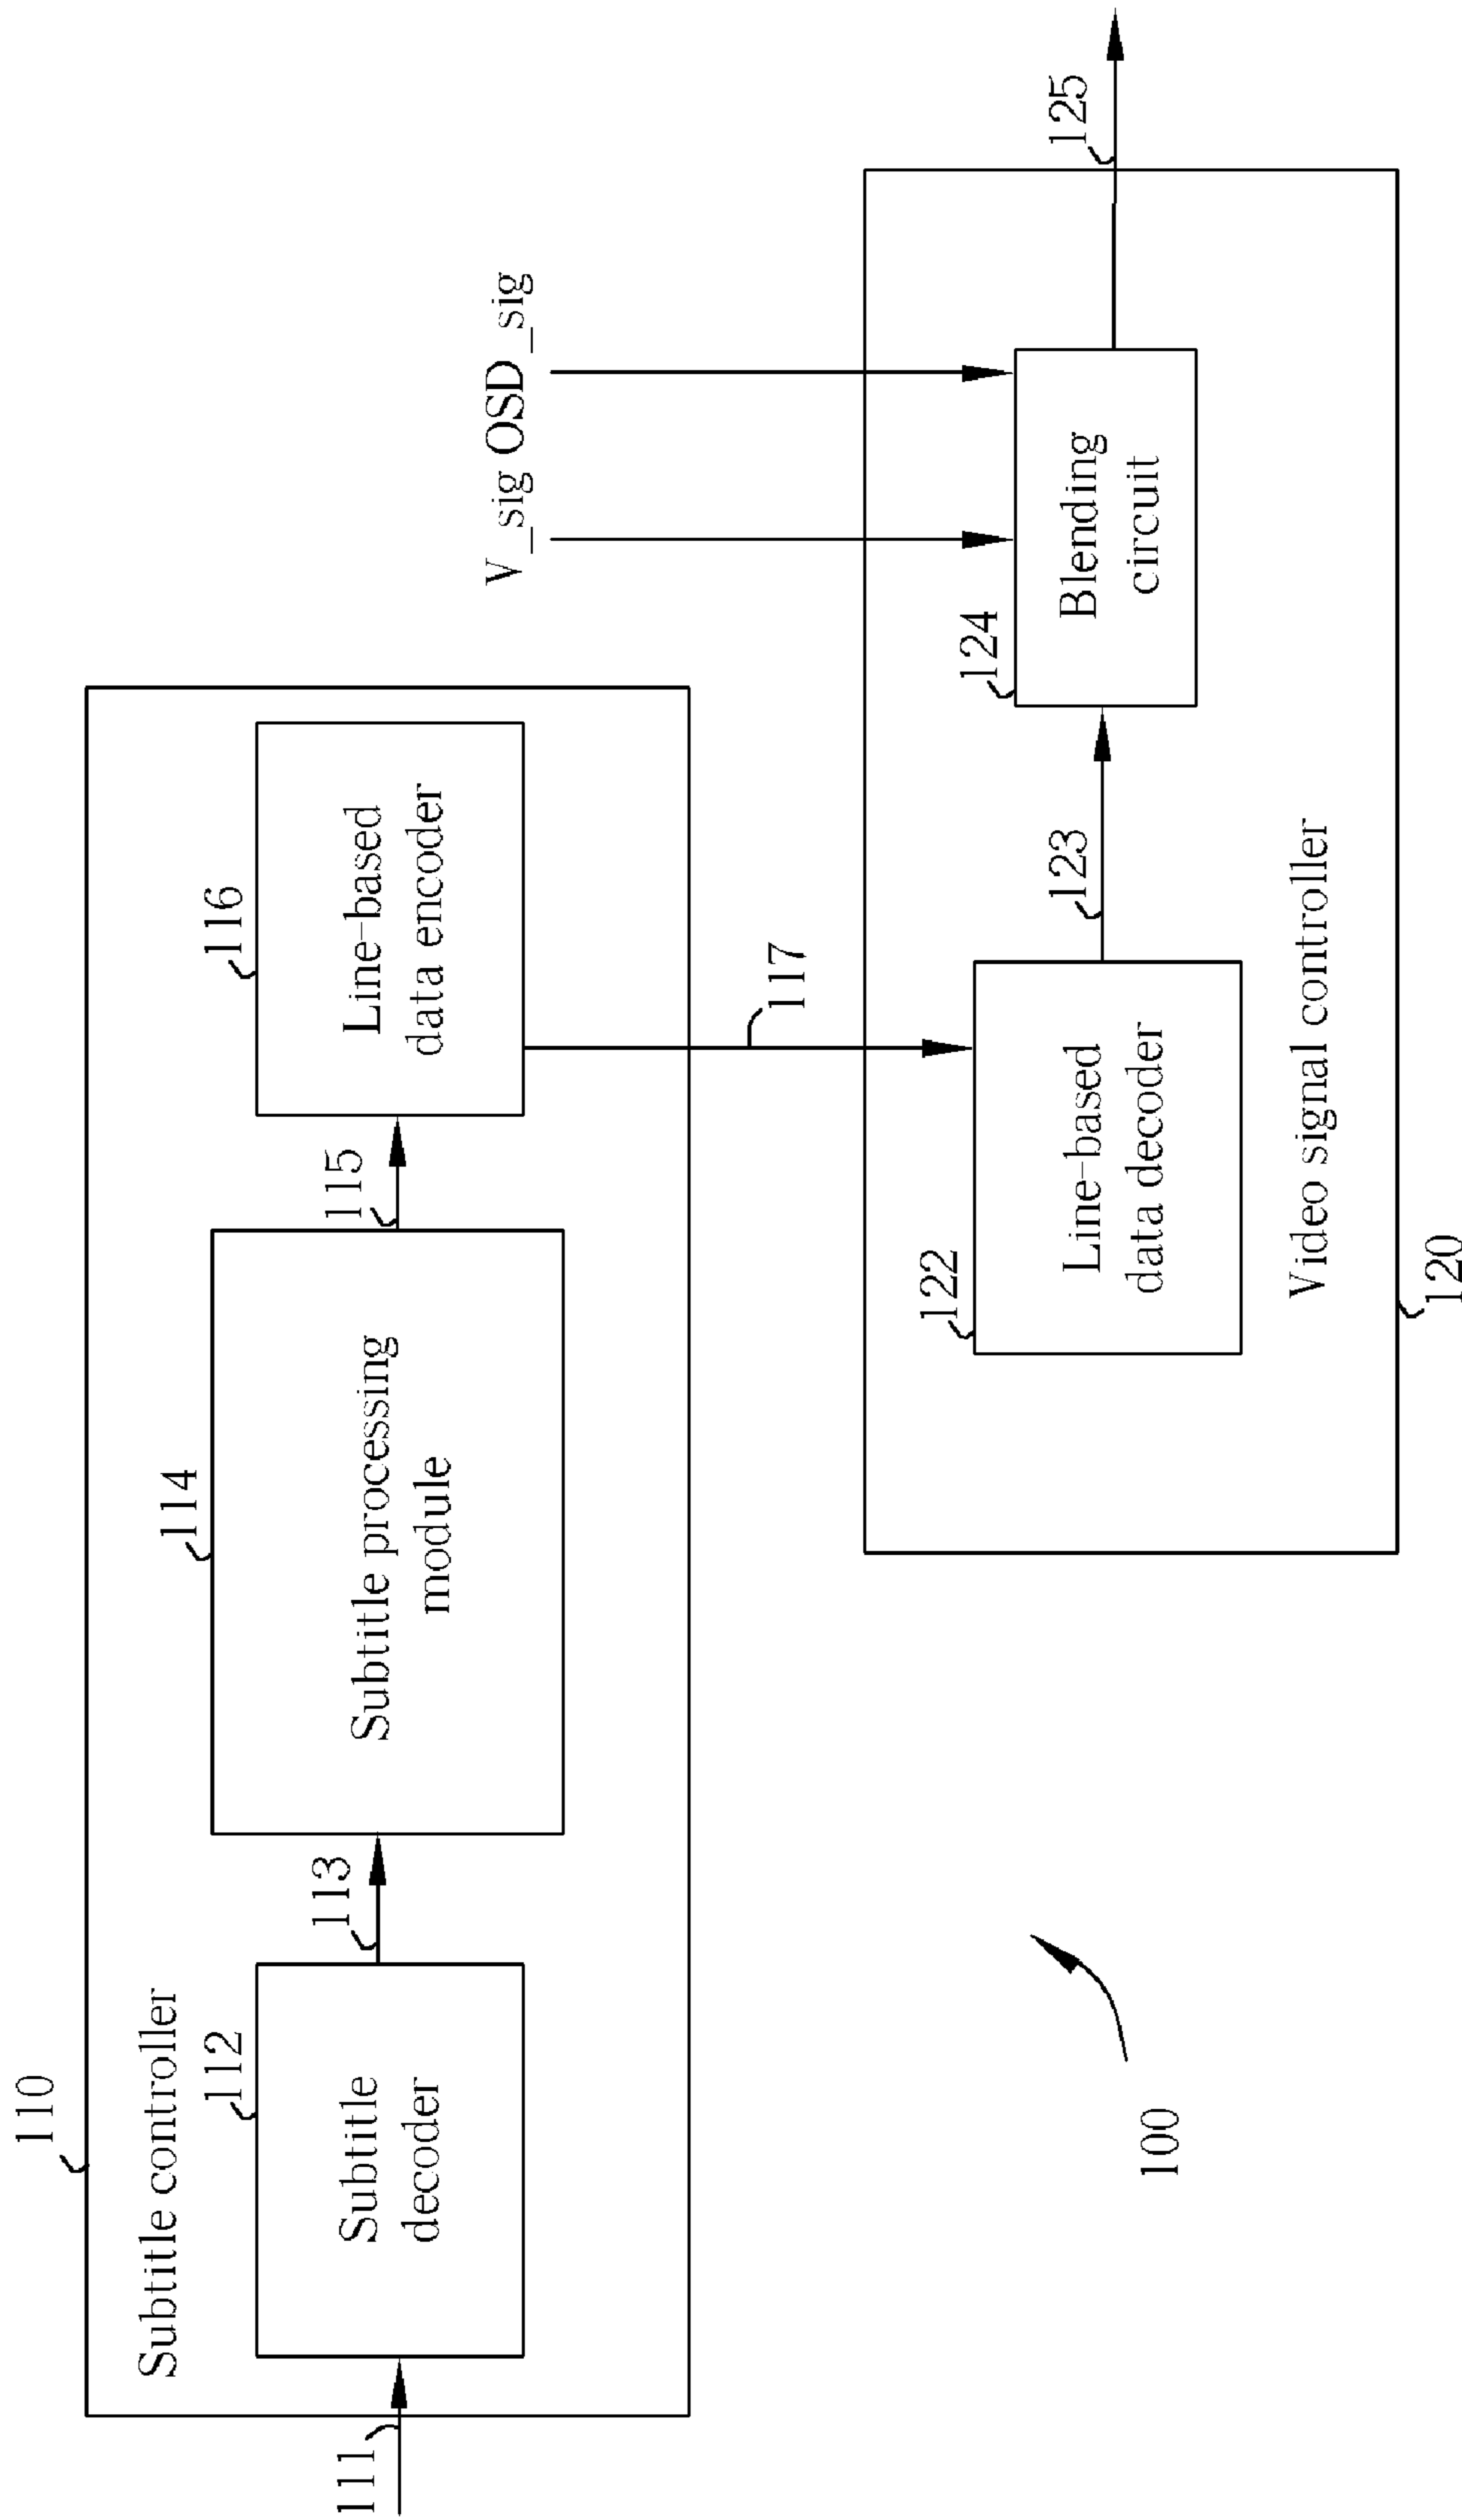 110
Subtitle controller
111
112
Subtitle
decoder
113
114
Subtitle processing
module
115
116
Line-based
data encoder
117
V_sig
OSD_sig
122
Line-based
data decoder
123
124
Blending
circuit
125
Video signal controller
120
100